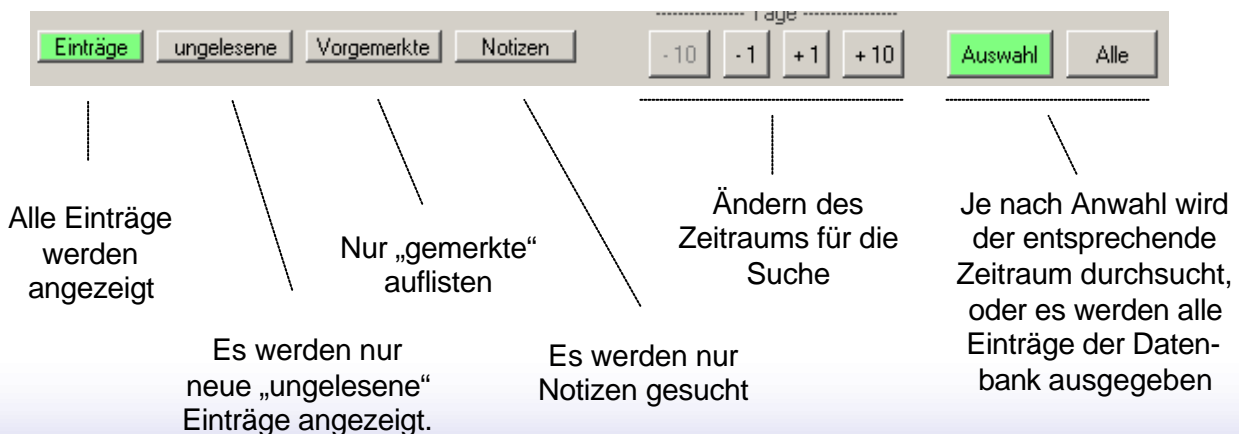 --------------- Tage ---------------
Einträge ungelesene Vorgemerkte Notizen - 10 - 1 + 1 + 10 Auswahl Alle
Alle Einträge
werden
angezeigt
Es werden nur
neue „ungelesene“
Einträge angezeigt.
Nur „gemerkte“
auflisten
Es werden nur
Notizen gesucht
Ändern des
Zeitraums für die
Suche
Je nach Anwahl wird
der entsprechende
Zeitraum durchsucht,
oder es werden alle
Einträge der Daten-
bank ausgegeben